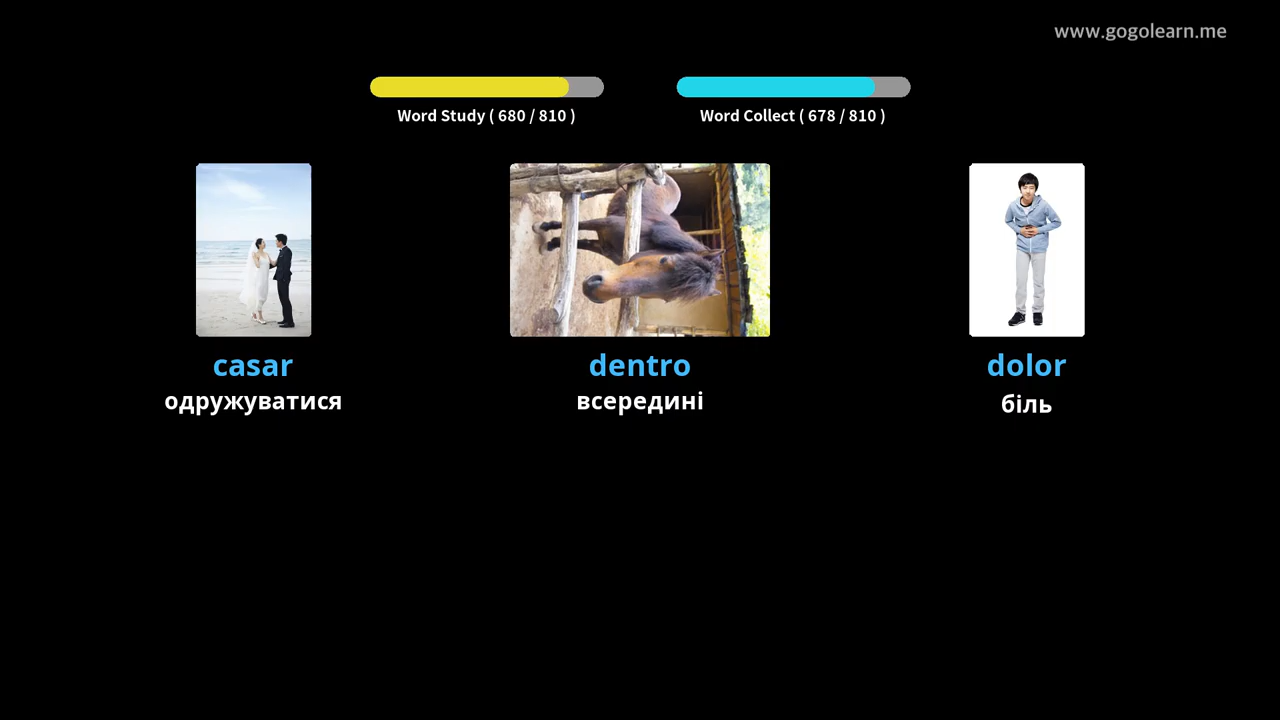 www.gogolearn.me
Word Study ( 680 / 810 )
Word Collect ( 678 / 810 )
casar
dentro
dolor
одружуватися
всередині
біль